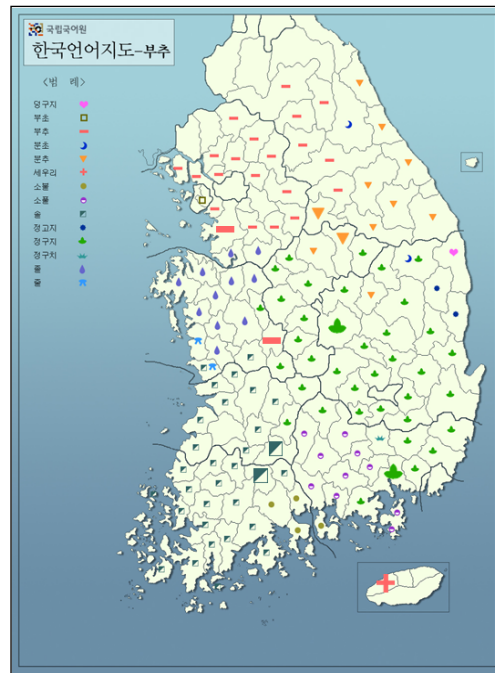 국립국어원
한국언어지도-부추
<범 례>
당구지
부초
부추
분초
분추
세우리
소불
소풀
솔
정고지
정구지
정구치
졸
줄